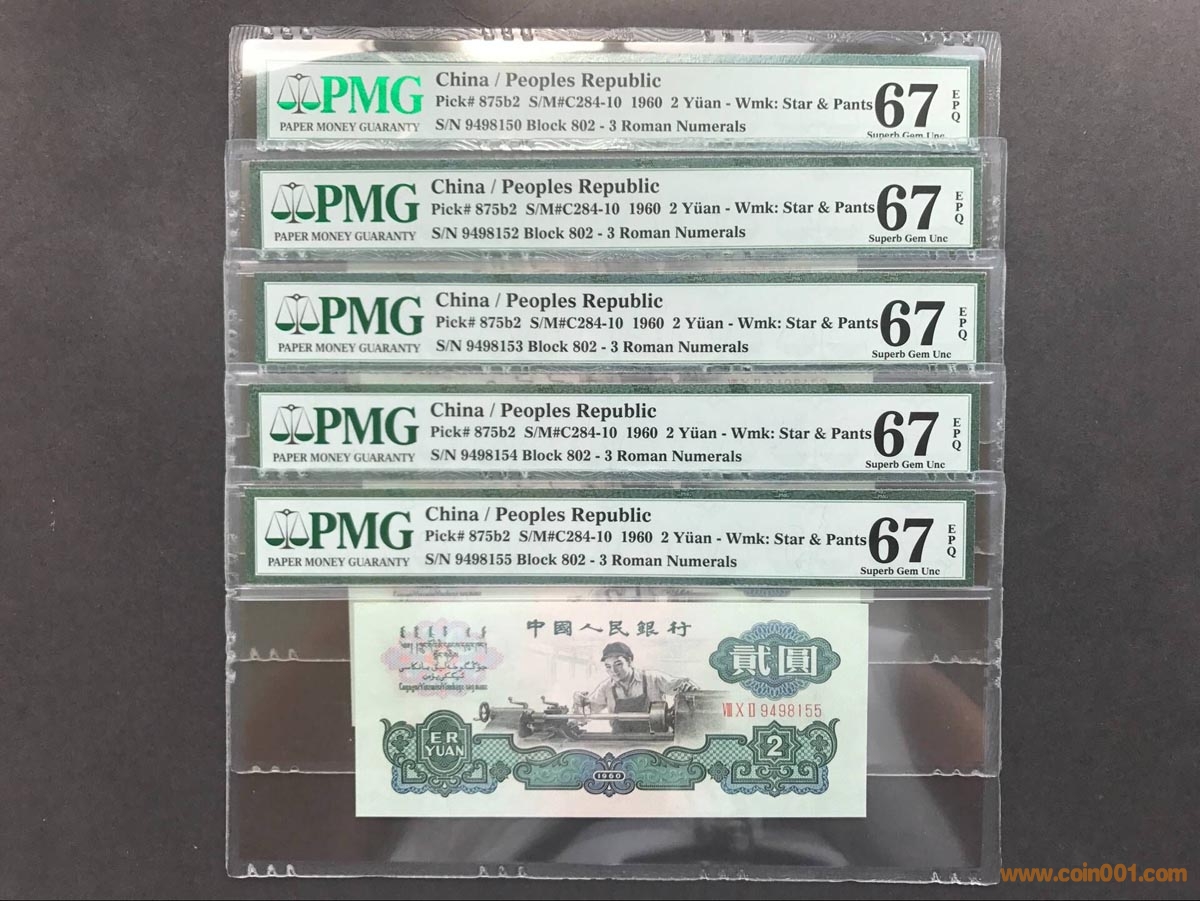 PMG
PAPER MONEY GUARANTY
China / Peoples Republic
Pick# 875b2 S/M#C284-10 1960 2 Yüan - Wmk: Star & Pants
S/N 9498150 Block 802 - 3 Roman Numerals
67
EPQ
Superb Gem Unc
PMG
PAPER MONEY GUARANTY
China / Peoples Republic
Pick# 875b2 S/M#C284-10 1960 2 Yüan - Wmk: Star & Pants
S/N 9498152 Block 802 - 3 Roman Numerals
67
EPQ
Superb Gem Unc
PMG
PAPER MONEY GUARANTY
China / Peoples Republic
Pick# 875b2 S/M#C284-10 1960 2 Yüan - Wmk: Star & Pants
S/N 9498153 Block 802 - 3 Roman Numerals
67
EPQ
Superb Gem Unc
PMG
PAPER MONEY GUARANTY
China / Peoples Republic
Pick# 875b2 S/M#C284-10 1960 2 Yüan - Wmk: Star & Pants
S/N 9498154 Block 802 - 3 Roman Numerals
67
EPQ
Superb Gem Unc
PMG
PAPER MONEY GUARANTY
China / Peoples Republic
Pick# 875b2 S/M#C284-10 1960 2 Yüan - Wmk: Star & Pants
S/N 9498155 Block 802 - 3 Roman Numerals
67
EPQ
Superb Gem Unc
中國人民銀行
貳圓
VIII X II 9498155
ER
YUAN
1960
2
www.coin001.com